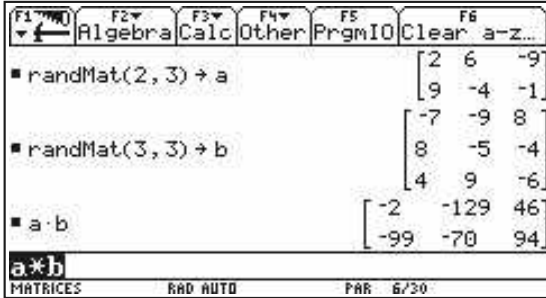 F1 F2 F3 F4 F5 F6
Algebra Calc Other PrgmIO Clear a-z…
▪ randMat(2,3)→a [2 6 -9]
[9 -4 -1]
▪ randMat(3,3)→b [-7 -9 8]
[8 -5 -4]
[4 9 -6]
▪ a·b [-2 -129 46]
[-99 -70 94]
a*b
MATRICES RAD AUTO PAR 6/30